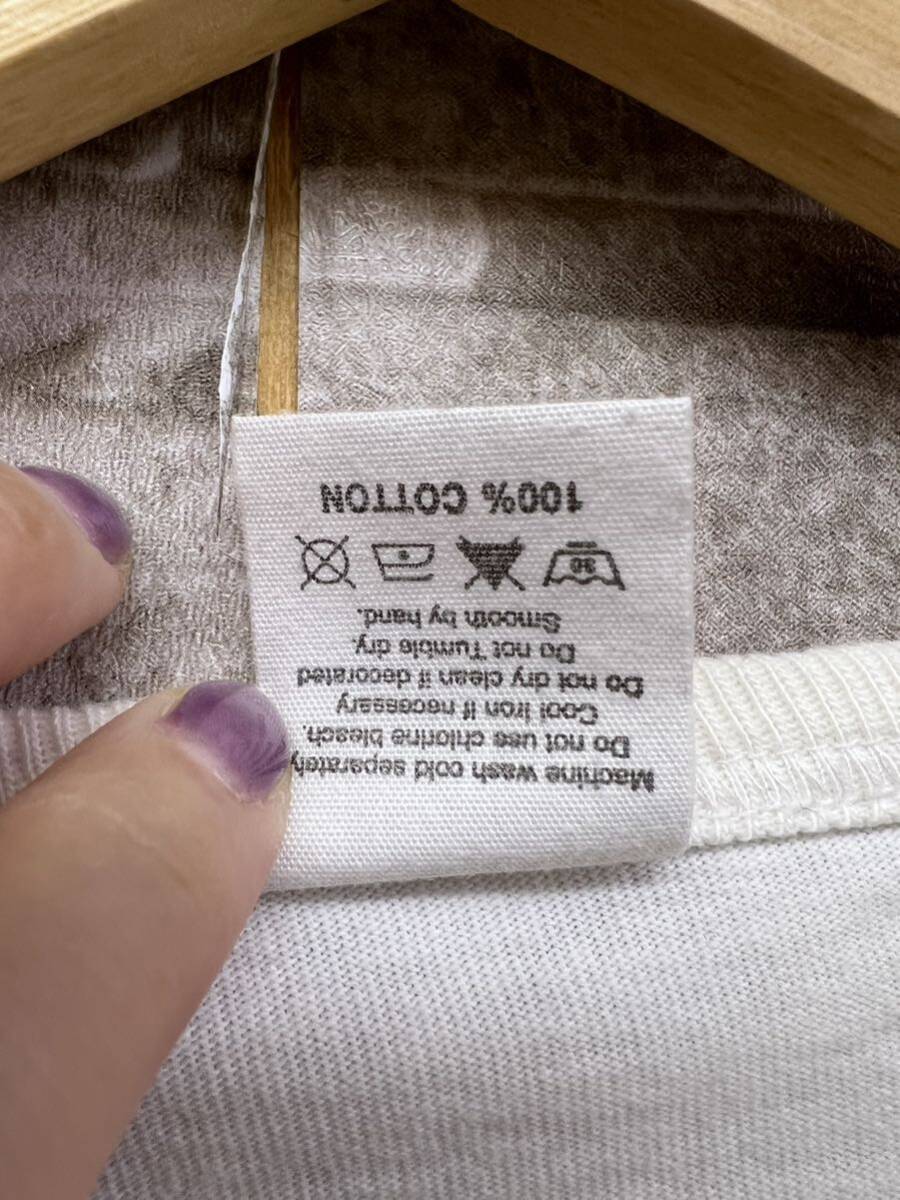 Machine wash cold separately
Do not use chlorine bleach.
Cool Iron if necessary
Do not dry clean if decorated
Do not Tumble dry.
Smooth by hand.
100% COTTON